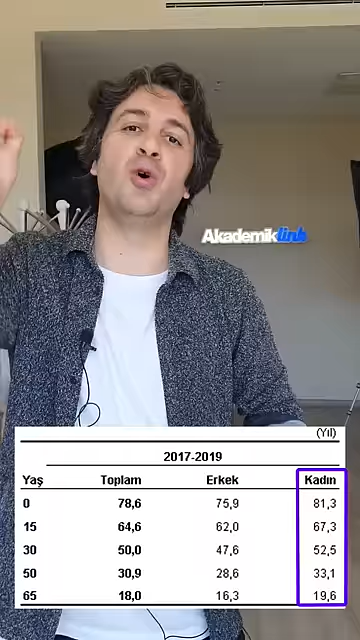 Akademiklink
(Yıl)
2017-2019
Yaş Toplam Erkek Kadın
0 78,6 75,9 81,3
15 64,6 62,0 67,3
30 50,0 47,6 52,5
50 30,9 28,6 33,1
65 18,0 16,3 19,6